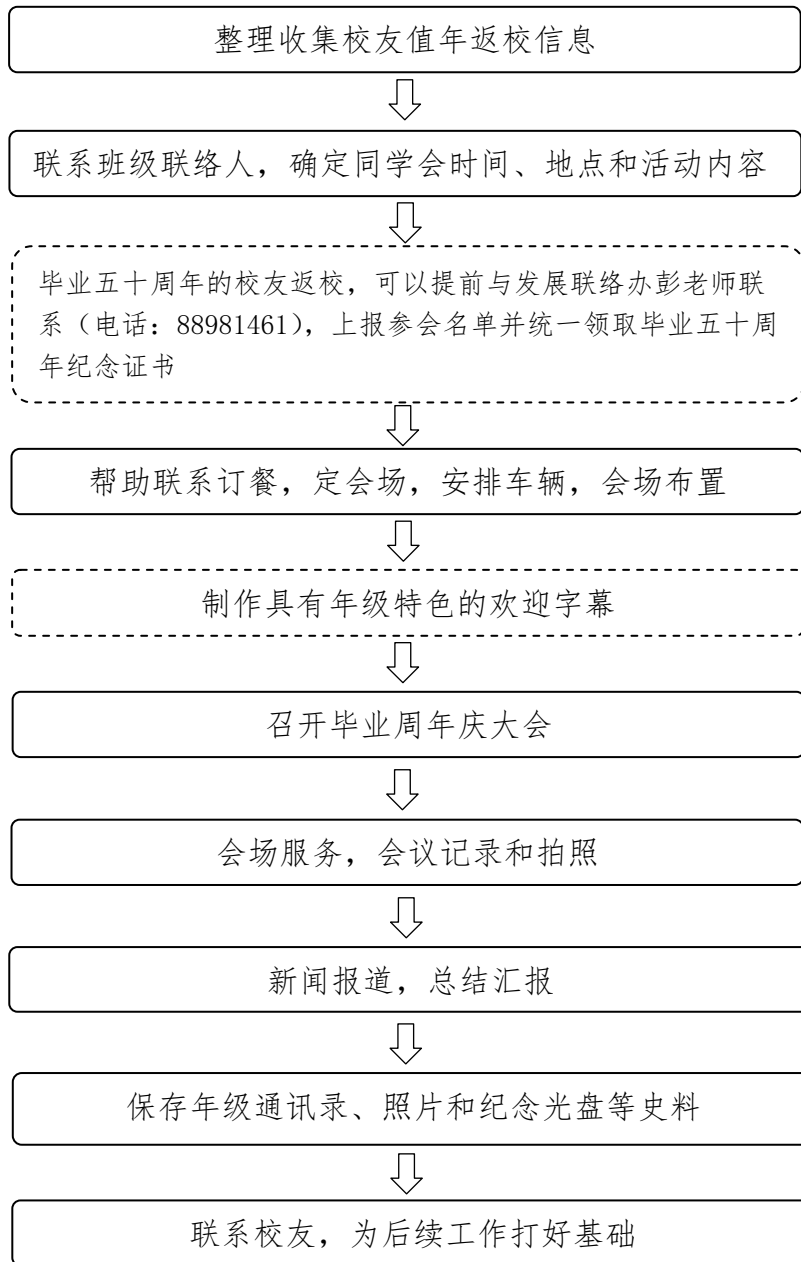 整理收集校友值年返校信息
联系班级联络人，确定同学会时间、地点和活动内容
毕业五十周年的校友返校，可以提前与发展联络办彭老师联
系（电话：88981461），上报参会名单并统一领取毕业五十周
年纪念证书
帮助联系订餐，定会场，安排车辆，会场布置
制作具有年级特色的欢迎字幕
召开毕业周年庆大会
会场服务，会议记录和拍照
新闻报道，总结汇报
保存年级通讯录、照片和纪念光盘等史料
联系校友，为后续工作打好基础